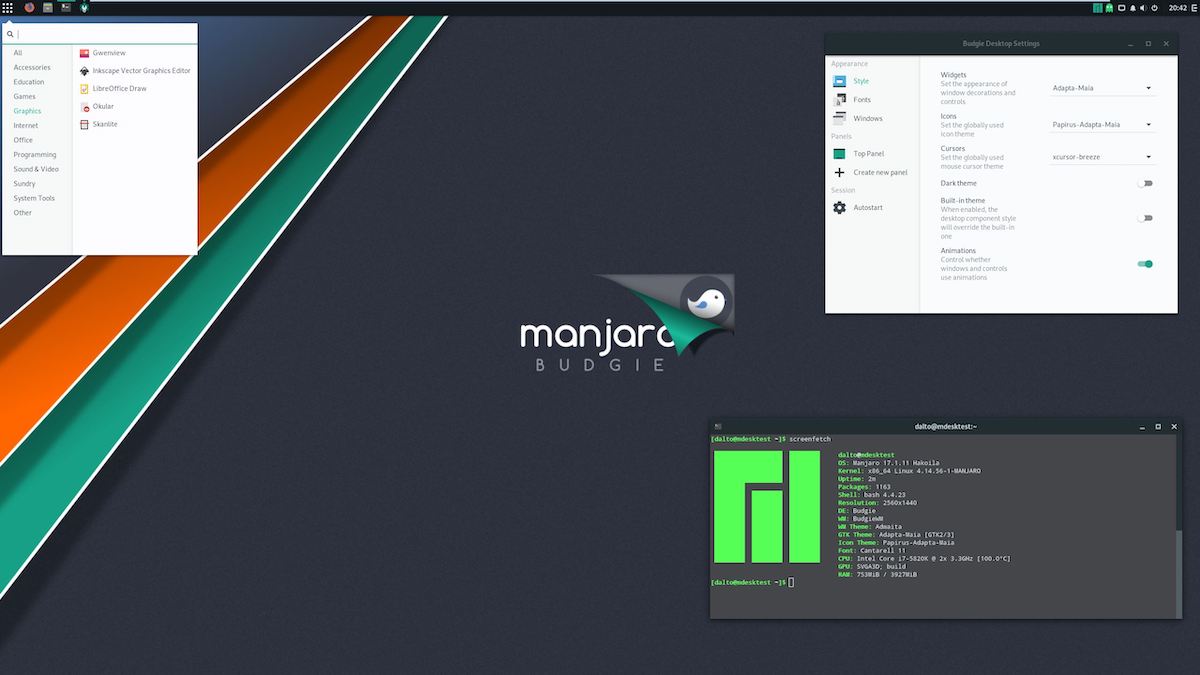 20:42
All
Accessories
Education
Games
Graphics
Internet
Office
Programming
Sound & Video
Sundry
System Tools
Other
Gwenview
Inkscape Vector Graphics Editor
LibreOffice Draw
Okular
Skanlite
Budgie Desktop Settings
Appearance
Style
Fonts
Windows
Panels
Top Panel
Create new panel
Session
Autostart
Widgets
Set the appearance of
window decorations and
controls
Adapta-Maia
Icons
Set the globally used
icon theme
Papirus-Adapta-Maia
Cursors
Set the globally used
mouse cursor theme
xcursor-breeze
Dark theme
Built-in theme
When enabled, the
desktop component style
will override the built-in
one
Animations
Control whether
windows and controls
use animations
manjaro
BUDGIE
dalto@mdesktest:~
[dalto@mdesktest ~]$ screenfetch
dalto@mdesktest
OS: Manjaro 17.1.11 Hakoila
Kernel: x86_64 Linux 4.14.56-1-MANJARO
Uptime: 2m
Packages: 1163
Shell: bash 4.4.23
Resolution: 2560x1440
DE: Budgie
WM: BudgieWM
WM Theme: Admaita
GTK Theme: Adapta-Maia [GTK2/3]
Icon Theme: Papirus-Adapta-Maia
Font: Cantarell 11
CPU: Intel Core i7-5820K @ 2x 3.3GHz [100.0°C]
GPU: SVGA3D; build
RAM: 753MiB / 3927MiB
[dalto@mdesktest ~]$